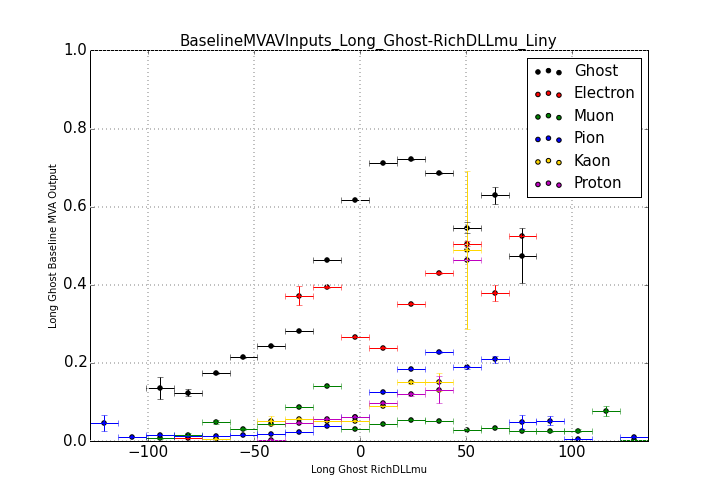 BaselineMVAVInputs_Long_Ghost-RichDLLmu_Liny
1.0
0.8
0.6
0.4
0.2
0.0
Long Ghost Baseline MVA Output
Ghost
Electron
Muon
Pion
Kaon
Proton
−100
−50
0
50
100
Long Ghost RichDLLmu